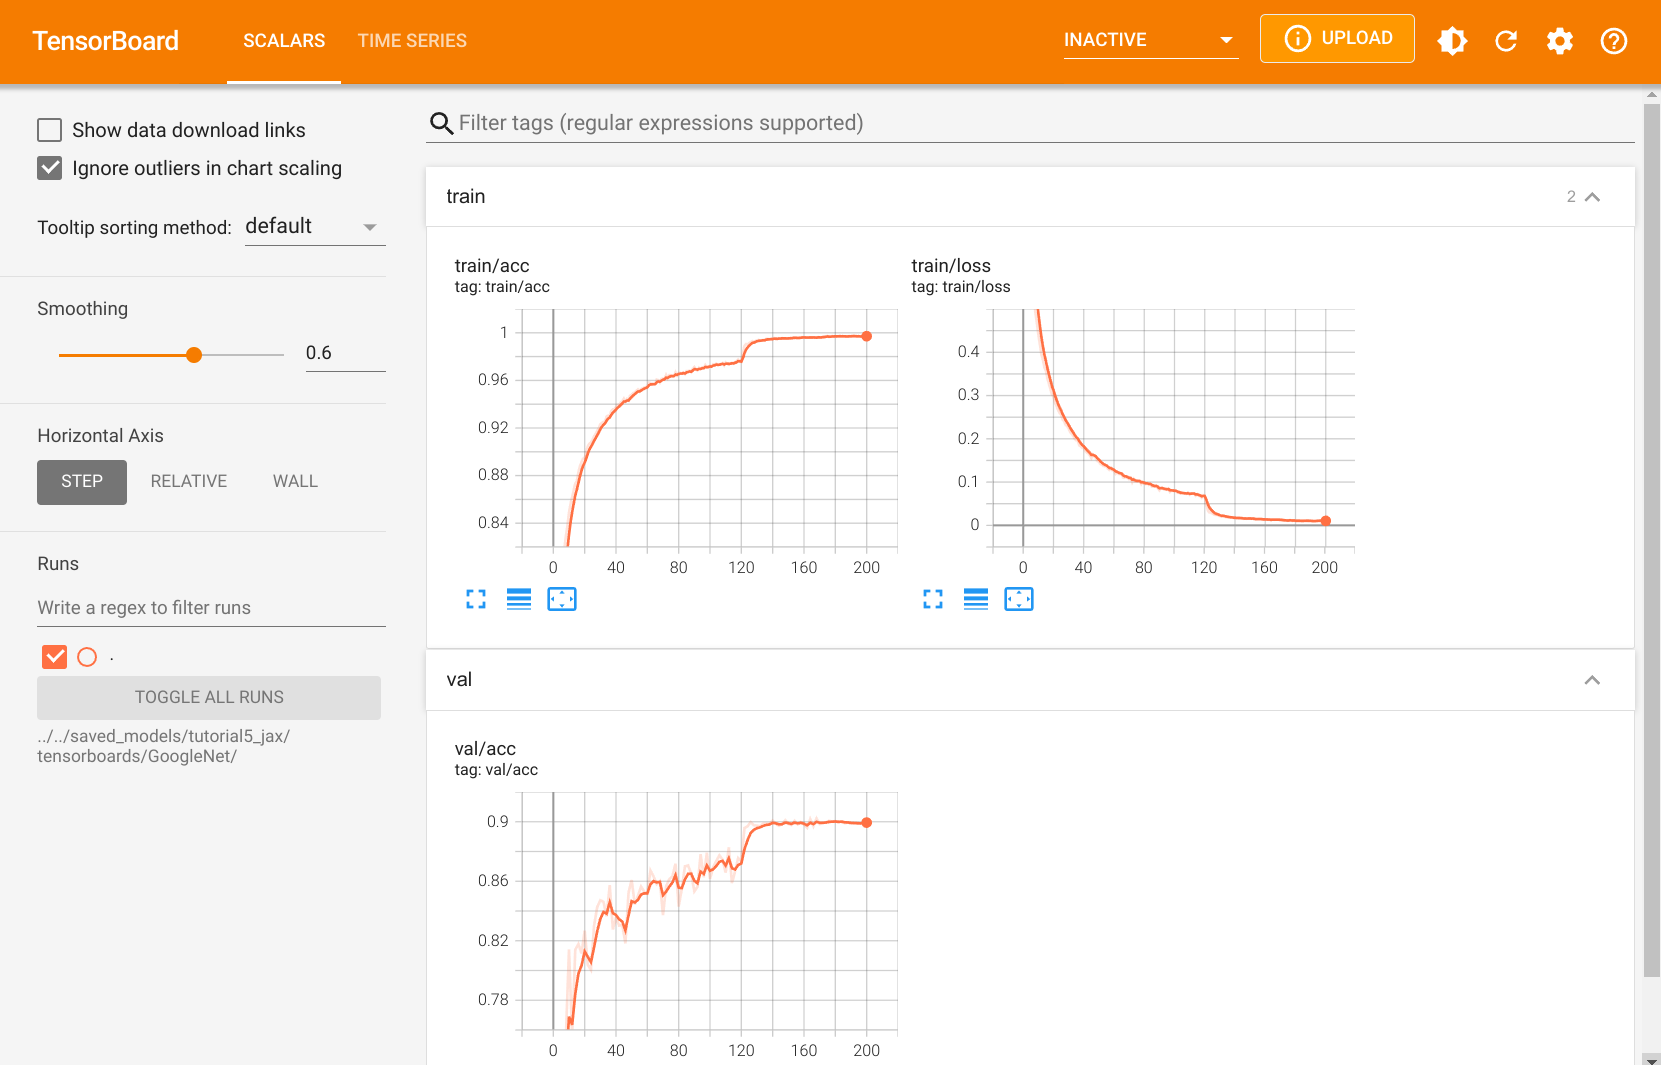 TensorBoard SCALARS TIME SERIES INACTIVE UPLOAD
Show data download links
Ignore outliers in chart scaling
Tooltip sorting method: default
Smoothing
0.6
Horizontal Axis
STEP RELATIVE WALL
Runs
Write a regex to filter runs
.
TOGGLE ALL RUNS
../../saved_models/tutorial5_jax/
tensorboards/GoogleNet/
Filter tags (regular expressions supported)
train 2
train/acc
tag: train/acc
1
0.96
0.92
0.88
0.84
0 40 80 120 160 200
train/loss
tag: train/loss
0.4
0.3
0.2
0.1
0
0 40 80 120 160 200
val
val/acc
tag: val/acc
0.9
0.86
0.82
0.78
0 40 80 120 160 200